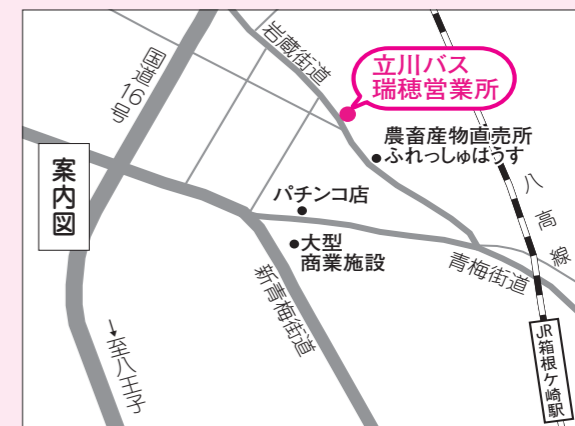 案内図
国道16号
岩蔵街道
立川バス
瑞穂営業所
農畜産物直売所
ふれっしゅはうす
パチンコ店
大型
商業施設
八高線
青梅街道
新青梅街道
→至八王子
JR箱根ケ崎駅